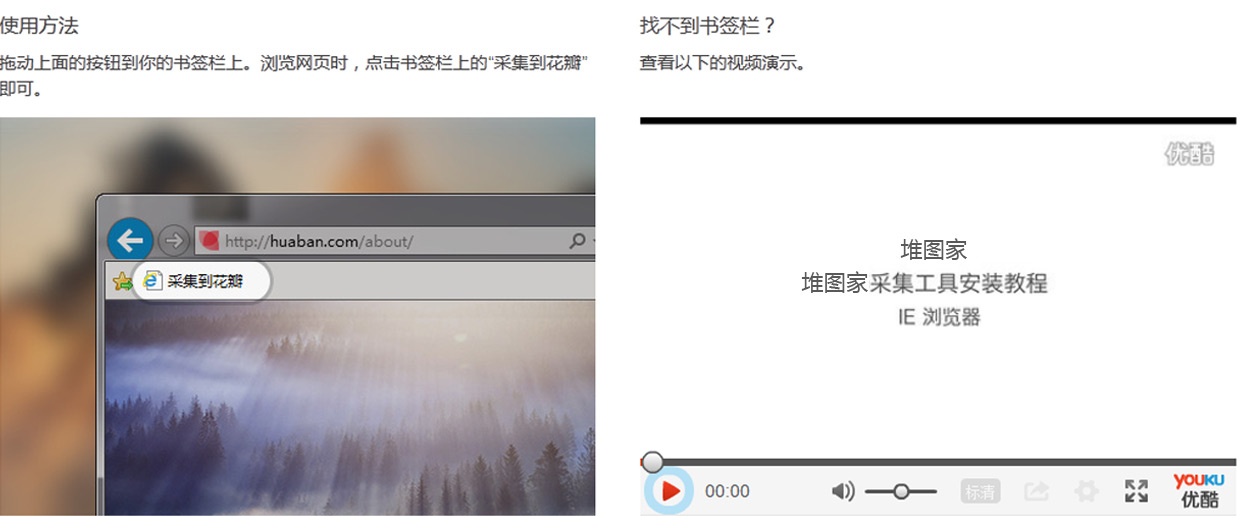 使用方法
拖动上面的按钮到你的书签栏上。浏览网页时，点击书签栏上的“采集到花瓣”
即可。
http://huaban.com/about/
采集到花瓣
找不到书签栏？
查看以下的视频演示。
优酷
堆图家
堆图家采集工具安装教程
IE 浏览器
00:00
标清
YOUKU
优酷